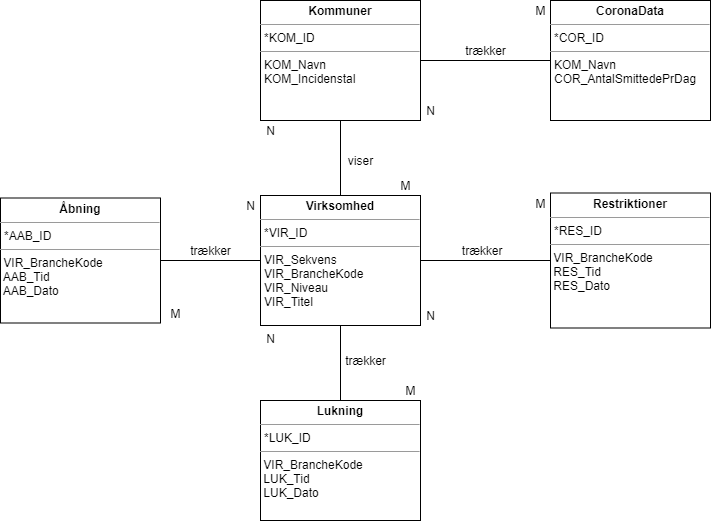 Kommuner
*KOM_ID
KOM_Navn
KOM_Incidenstal
M
CoronaData
*COR_ID
KOM_Navn
COR_AntalSmittedePrDag
trækker
N
N
viser
M
Åbning
*AAB_ID
VIR_BrancheKode
AAB_Tid
AAB_Dato
N
trækker
M
Virksomhed
*VIR_ID
VIR_Sekvens
VIR_BrancheKode
VIR_Niveau
VIR_Titel
M
trækker
N
Restriktioner
*RES_ID
VIR_BrancheKode
RES_Tid
RES_Dato
N
trækker
M
Lukning
*LUK_ID
VIR_BrancheKode
LUK_Tid
LUK_Dato